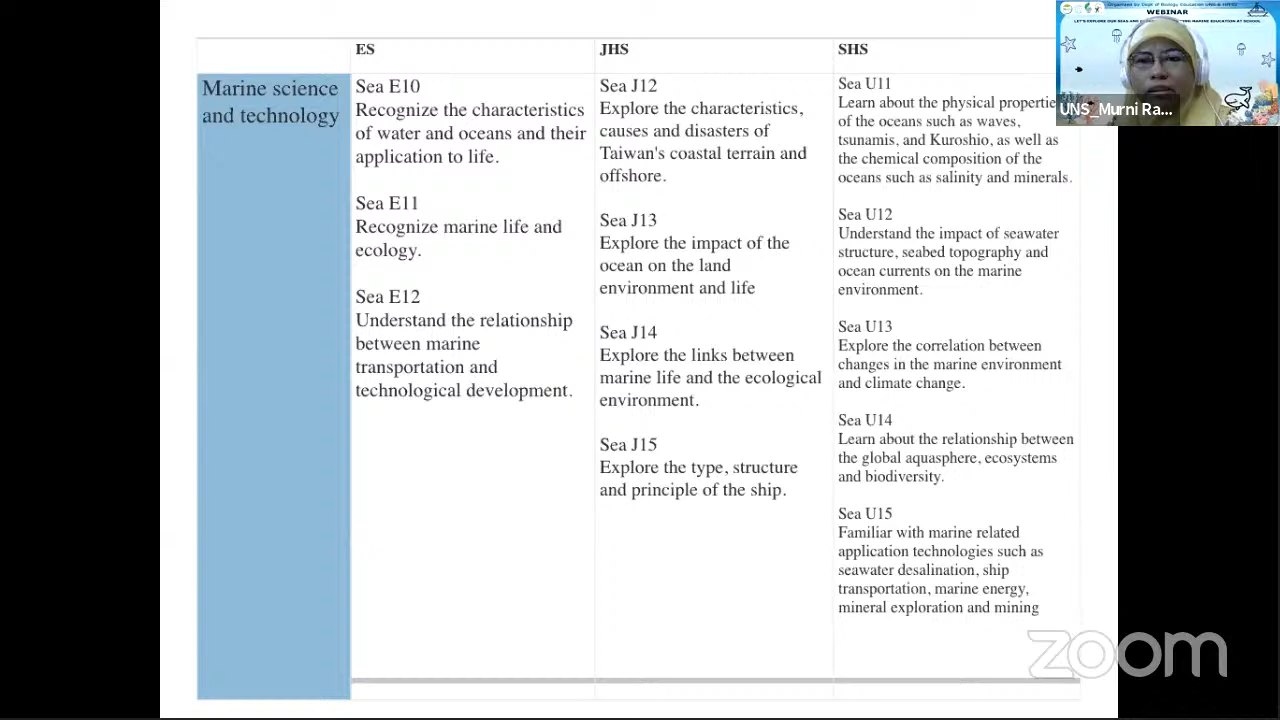 ES
JHS
SHS
Marine science
and technology
Sea E10
Recognize the characteristics
of water and oceans and their
application to life.
Sea E11
Recognize marine life and
ecology.
Sea E12
Understand the relationship
between marine
transportation and
technological development.
Sea J12
Explore the characteristics,
causes and disasters of
Taiwan's coastal terrain and
offshore.
Sea J13
Explore the impact of the
ocean on the land
environment and life
Sea J14
Explore the links between
marine life and the ecological
environment.
Sea J15
Explore the type, structure
and principle of the ship.
Sea U11
Learn about the physical propertie
of the oceans such as waves,
tsunamis, and Kuroshio, as well as
the chemical composition of the
oceans such as salinity and minerals.
Sea U12
Understand the impact of seawater
structure, seabed topography and
ocean currents on the marine
environment.
Sea U13
Explore the correlation between
changes in the marine environment
and climate change.
Sea U14
Learn about the relationship between
the global aquasphere, ecosystems
and biodiversity.
Sea U15
Familiar with marine related
application technologies such as
seawater desalination, ship
transportation, marine energy,
mineral exploration and mining
WEBINAR
LET'S EXPLORE OUR SEAS AND
MARINE EDUCATION AT SCHOOL
UNS_Murni Ra...
zoom